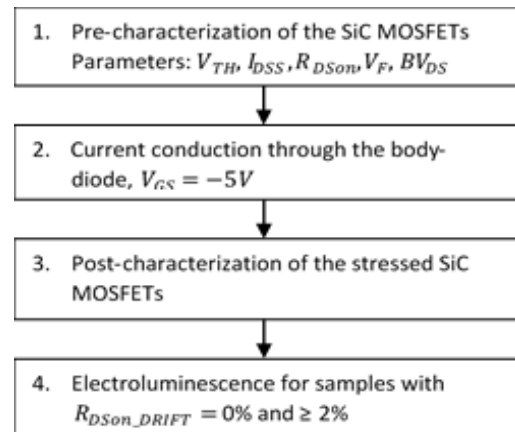 1. Pre-characterization of the SiC MOSFETs
Parameters: V_TH, I_DSS, R_DSon, V_F, BV_DS
2. Current conduction through the body-
diode, V_GS = −5V
3. Post-characterization of the stressed SiC
MOSFETs
4. Electroluminescence for samples with
R_DSon_DRIFT = 0% and ≥ 2%